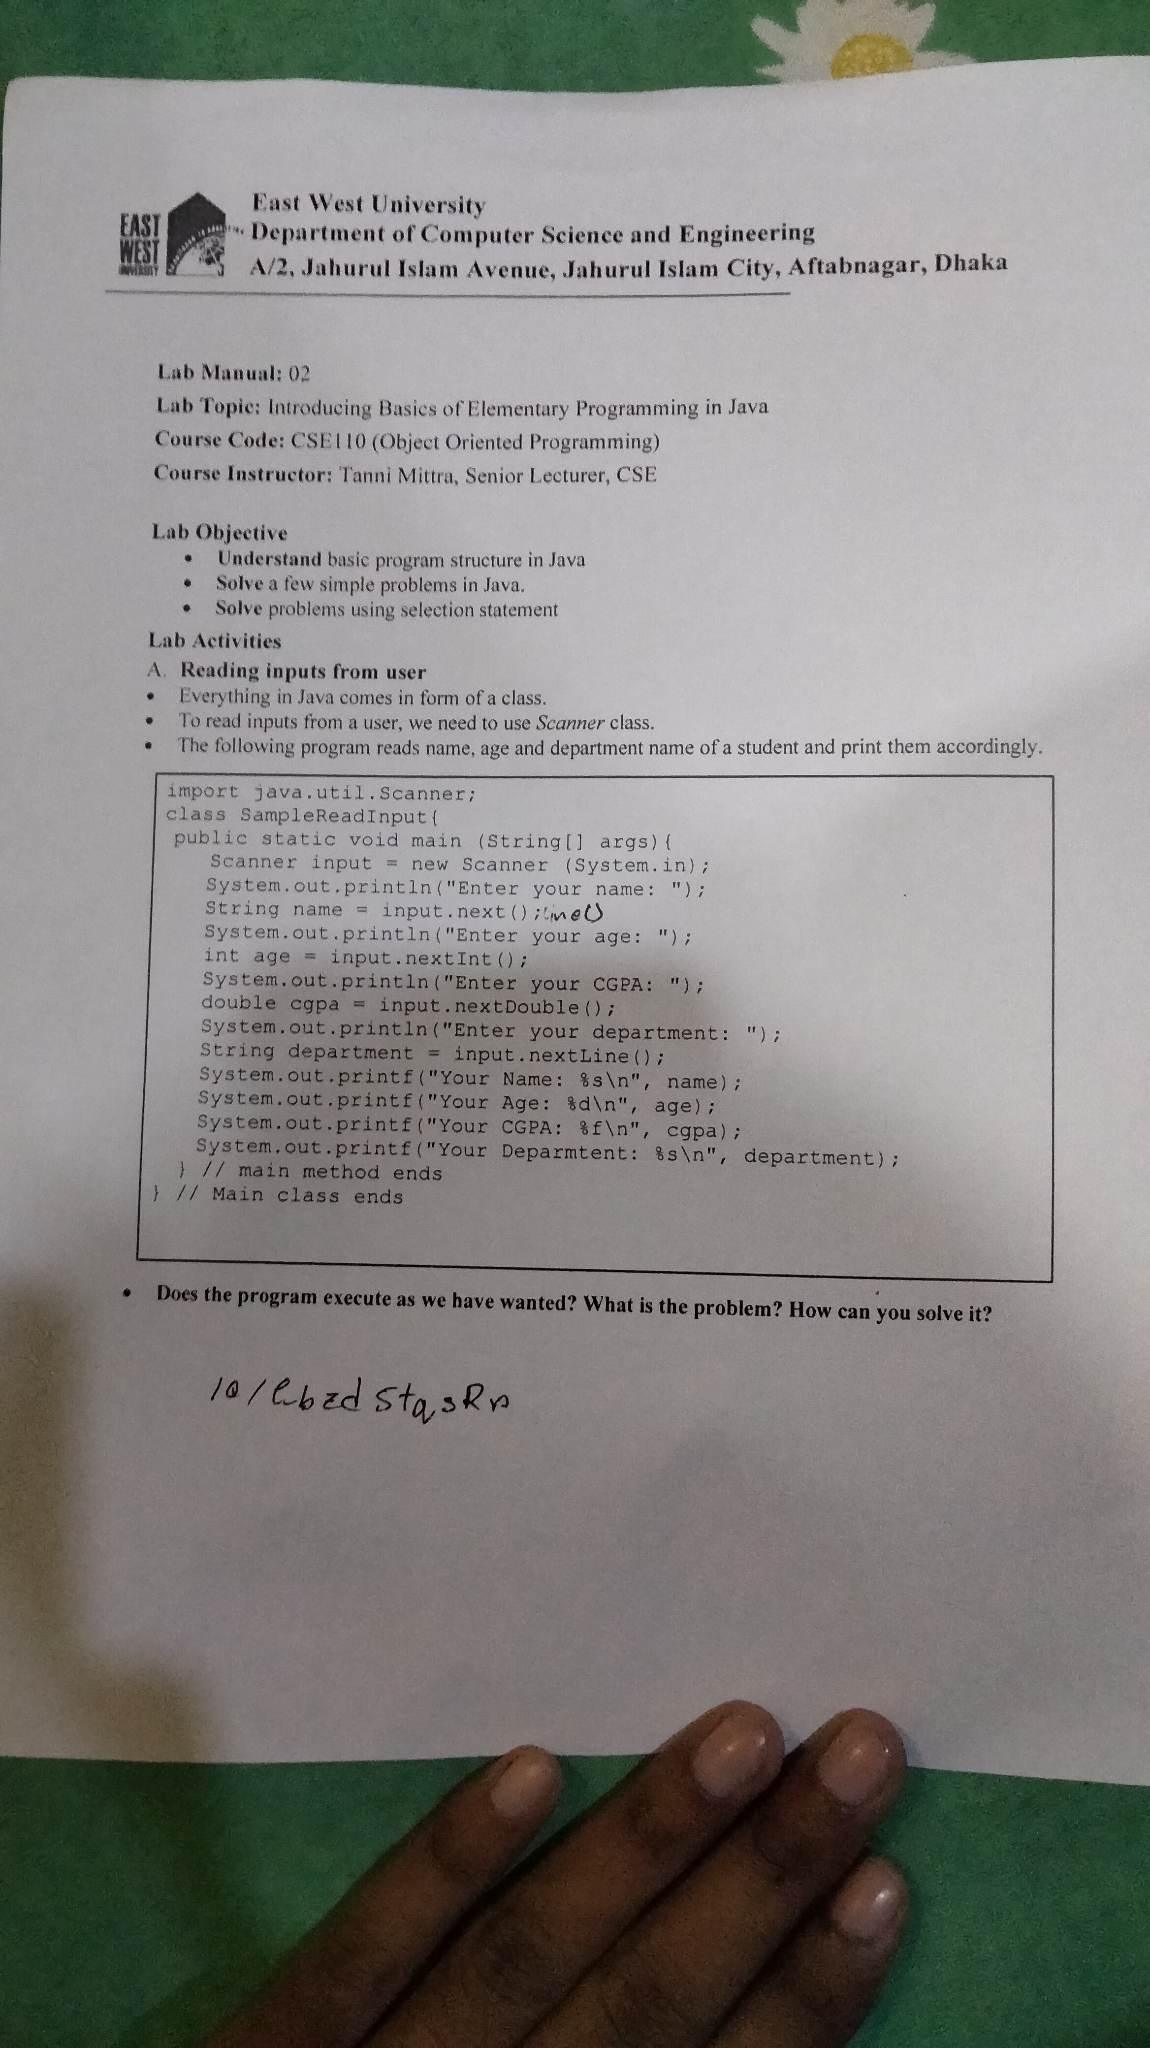 EAST
WEST
UNIVERSITY
East West University
Department of Computer Science and Engineering
A/2, Jahurul Islam Avenue, Jahurul Islam City, Aftabnagar, Dhaka
Lab Manual: 02
Lab Topic: Introducing Basics of Elementary Programming in Java
Course Code: CSE110 (Object Oriented Programming)
Course Instructor: Tanni Mittra, Senior Lecturer, CSE
Lab Objective
• Understand basic program structure in Java
• Solve a few simple problems in Java.
• Solve problems using selection statement
Lab Activities
A. Reading inputs from user
• Everything in Java comes in form of a class.
• To read inputs from a user, we need to use Scanner class.
• The following program reads name, age and department name of a student and print them accordingly.
import java.util.Scanner;
class SampleReadInput{
public static void main (String[] args){
Scanner input = new Scanner (System.in);
System.out.println("Enter your name: ");
String name = input.next(); Line()
System.out.println("Enter your age: ");
int age = input.nextInt();
System.out.println("Enter your CGPA: ");
double cgpa = input.nextDouble();
System.out.println("Enter your department: ");
String department = input.nextLine();
System.out.printf("Your Name: %s\n", name);
System.out.printf("Your Age: %d\n", age);
System.out.printf("Your CGPA: %f\n", cgpa);
System.out.printf("Your Deparmtent: %s\n", department);
} // main method ends
} // Main class ends
• Does the program execute as we have wanted? What is the problem? How can you solve it?